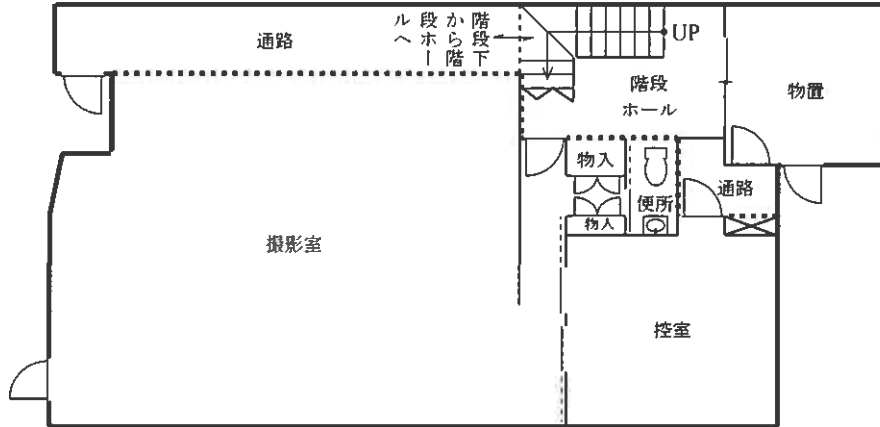 通路
階段下
から階
段ホー
ルへ
UP
階段
ホール
物置
物入
便所
通路
物入
撮影室
控室